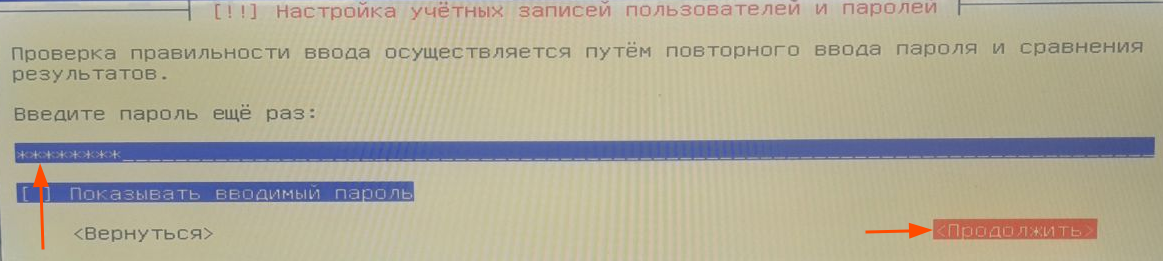 [!!] Настройка учётных записей пользователей и паролей
Проверка правильности ввода осуществляется путём повторного ввода пароля и сравнения
результатов.
Введите пароль ещё раз:
********
[ ] Показывать вводимый пароль
<Вернуться> <Продолжить>